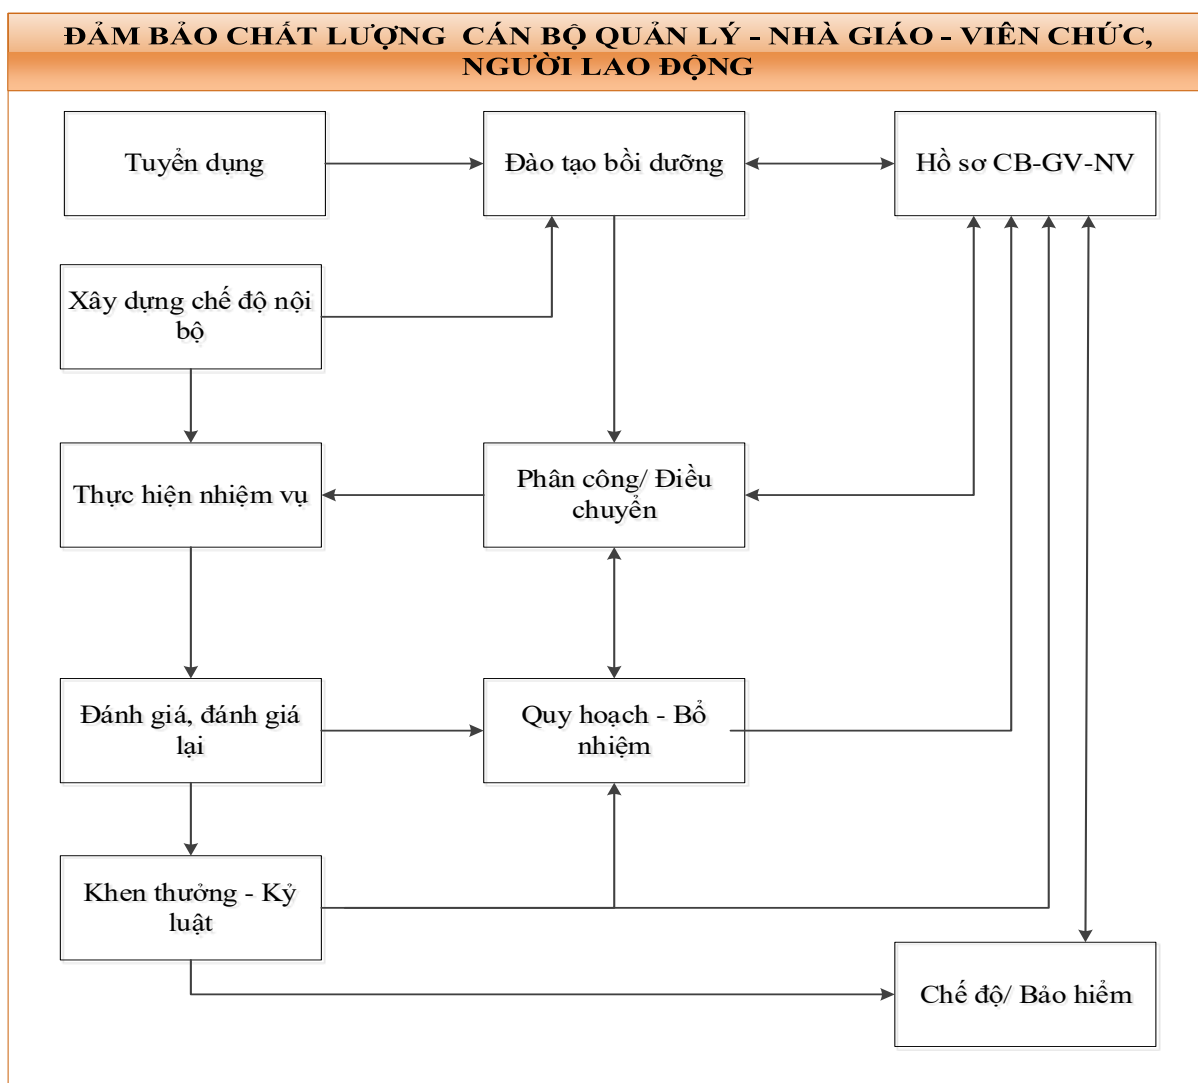 ĐẢM BẢO CHẤT LƯỢNG CÁN BỘ QUẢN LÝ - NHÀ GIÁO - VIÊN CHỨC,
NGƯỜI LAO ĐỘNG
Tuyển dụng
Đào tạo bồi dưỡng
Hồ sơ CB-GV-NV
Xây dựng chế độ nội
bộ
Thực hiện nhiệm vụ
Phân công/ Điều
chuyển
Đánh giá, đánh giá
lại
Quy hoạch - Bổ
nhiệm
Khen thưởng - Kỷ
luật
Chế độ/ Bảo hiểm